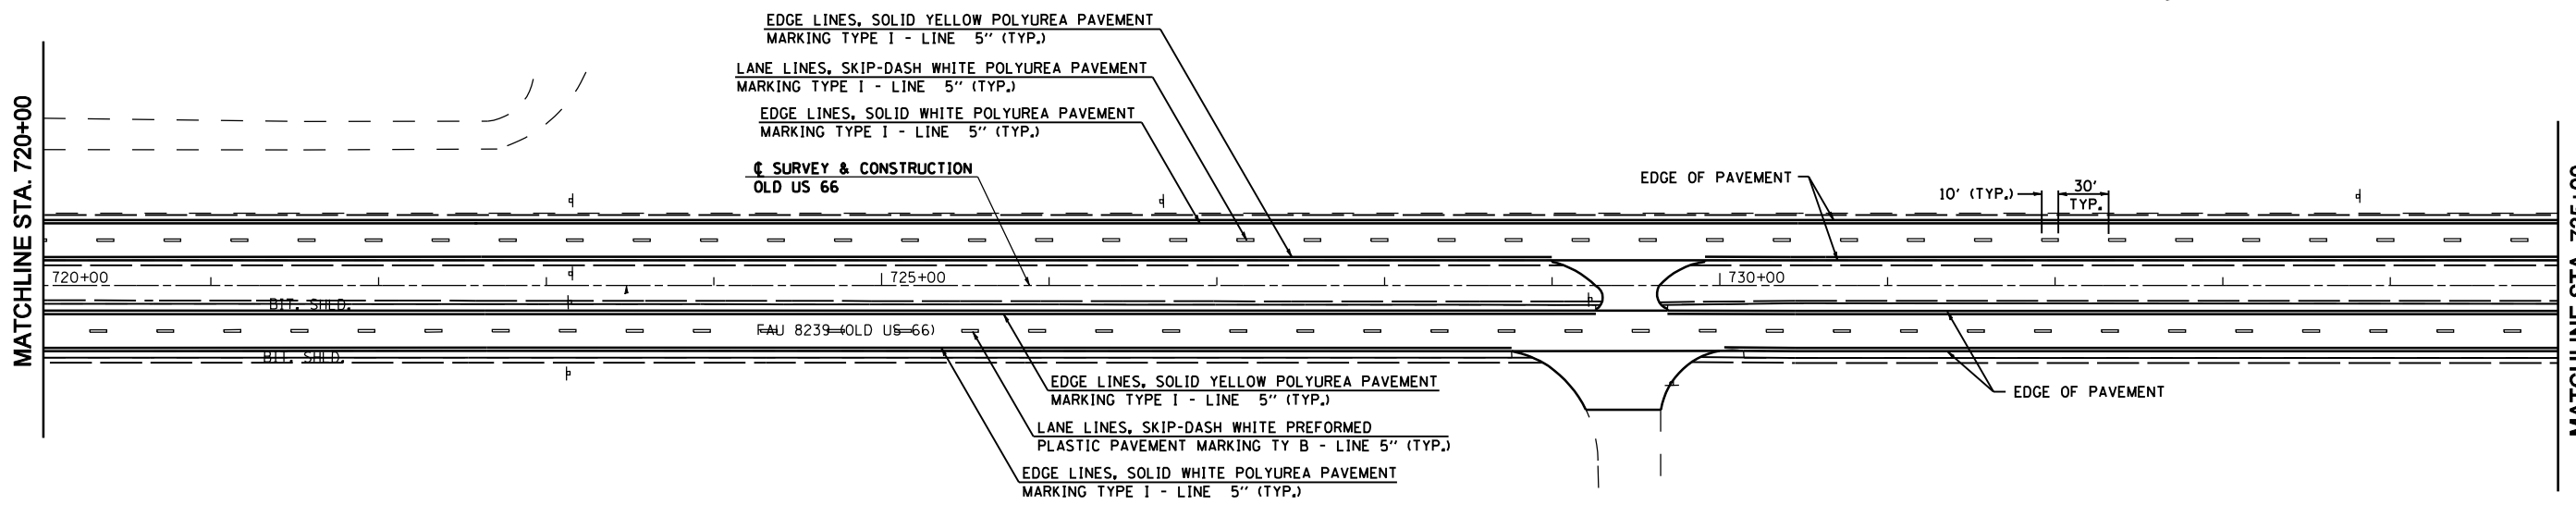 EDGE LINES, SOLID YELLOW POLYUREA PAVEMENT
MARKING TYPE I - LINE 5'' (TYP.)
LANE LINES, SKIP-DASH WHITE POLYUREA PAVEMENT
MARKING TYPE I - LINE 5'' (TYP.)
EDGE LINES, SOLID WHITE POLYUREA PAVEMENT
MARKING TYPE I - LINE 5'' (TYP.)
℄ SURVEY & CONSTRUCTION
OLD US 66
EDGE OF PAVEMENT
10' (TYP.)
30'
TYP.
MATCHLINE STA. 720+00
720+00
725+00
730+00
BIT. SHLD.
FAU 8239 (OLD US 66)
BIT. SHLD.
EDGE LINES, SOLID YELLOW POLYUREA PAVEMENT
MARKING TYPE I - LINE 5'' (TYP.)
EDGE OF PAVEMENT
LANE LINES, SKIP-DASH WHITE PREFORMED
PLASTIC PAVEMENT MARKING TY B - LINE 5'' (TYP.)
EDGE LINES, SOLID WHITE POLYUREA PAVEMENT
MARKING TYPE I - LINE 5'' (TYP.)